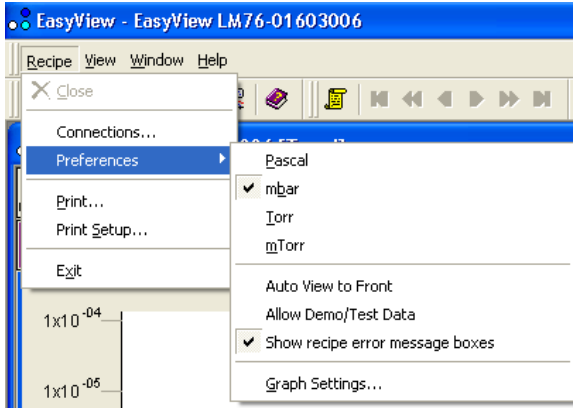 EasyView - EasyView LM76-01603006
Recipe View Window Help
Close
Connections...
Preferences
Print...
Print Setup...
Exit
Pascal
mbar
Torr
mTorr
Auto View to Front
Allow Demo/Test Data
Show recipe error message boxes
Graph Settings...
1x10 -04
1x10 -05